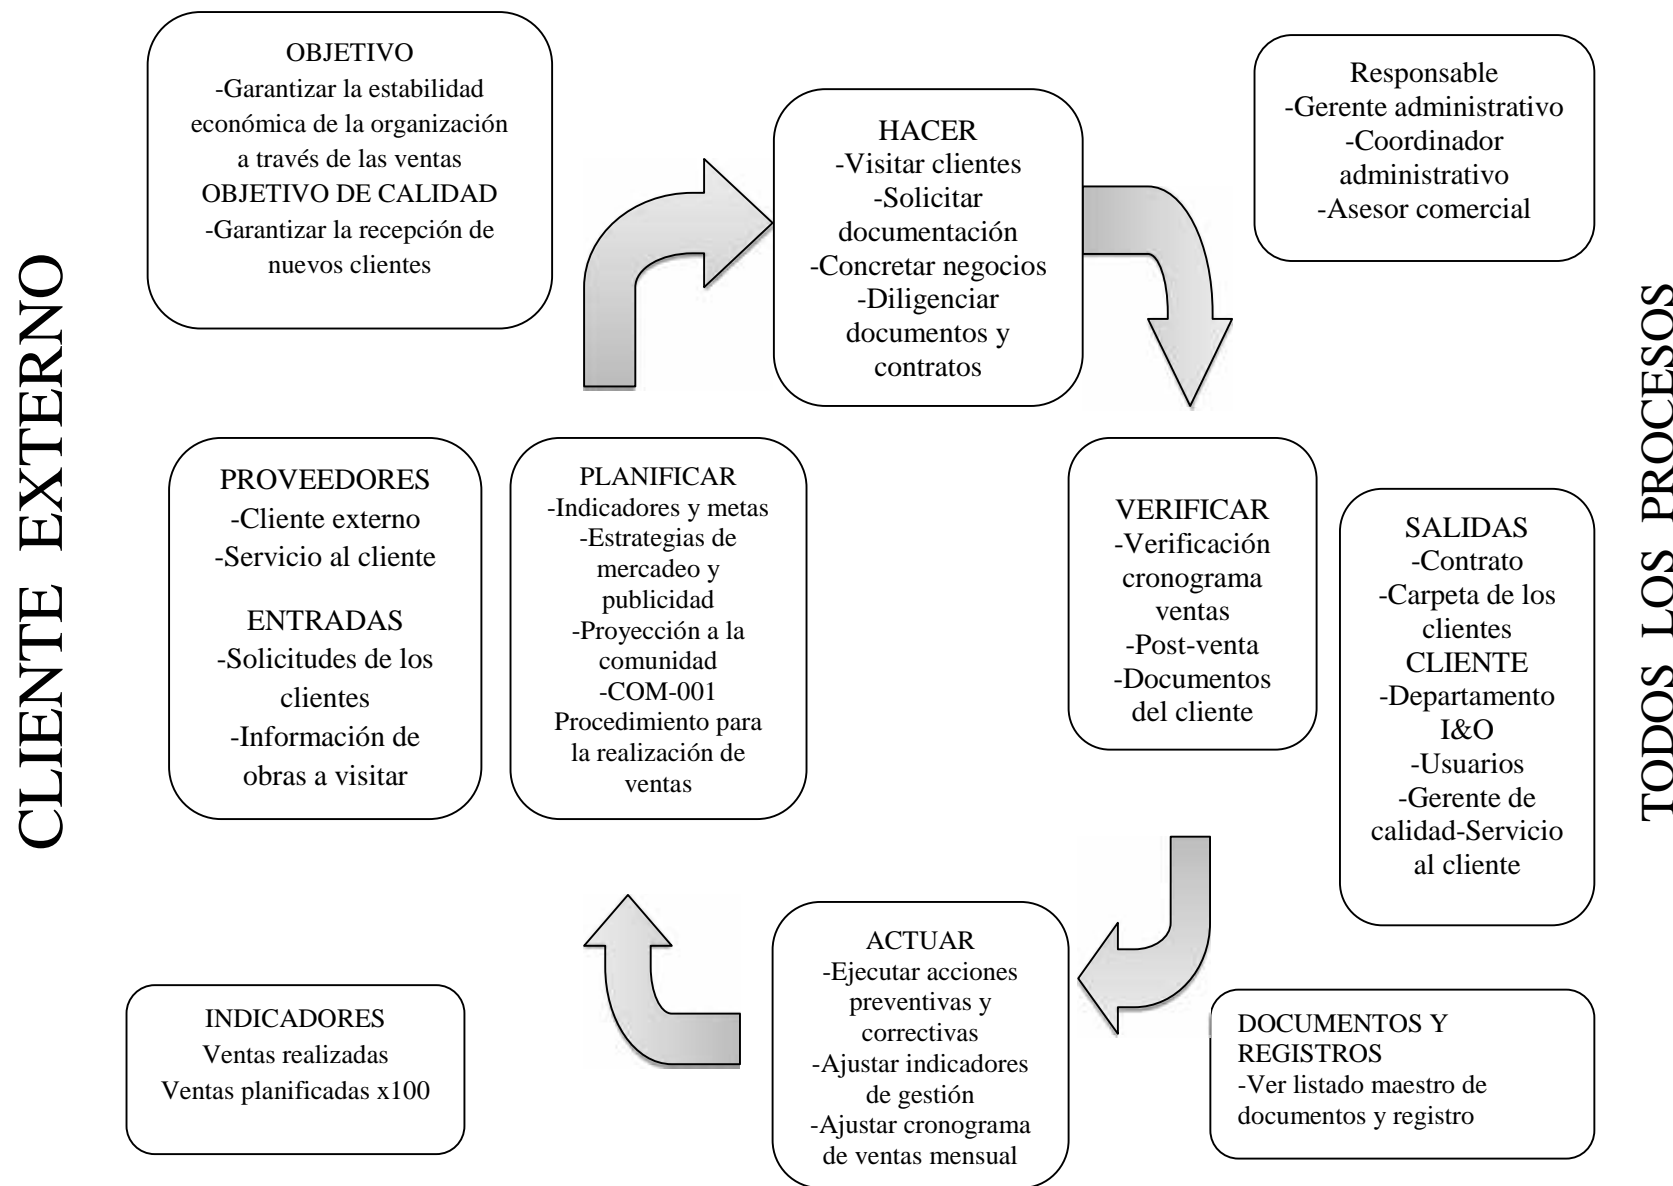 CLIENTE EXTERNO
OBJETIVO
-Garantizar la estabilidad
económica de la organización
a través de las ventas
OBJETIVO DE CALIDAD
-Garantizar la recepción de
nuevos clientes
HACER
-Visitar clientes
-Solicitar
documentación
-Concretar negocios
-Diligenciar
documentos y
contratos
Responsable
-Gerente administrativo
-Coordinador
administrativo
-Asesor comercial
PROVEEDORES
-Cliente externo
-Servicio al cliente
ENTRADAS
-Solicitudes de los
clientes
-Información de
obras a visitar
PLANIFICAR
-Indicadores y metas
-Estrategias de
mercadeo y
publicidad
-Proyección a la
comunidad
-COM-001
Procedimiento para
la realización de
ventas
VERIFICAR
-Verificación
cronograma
ventas
-Post-venta
-Documentos
del cliente
SALIDAS
-Contrato
-Carpeta de los
clientes
CLIENTE
-Departamento
I&O
-Usuarios
-Gerente de
calidad-Servicio
al cliente
TODOS LOS PROCESOS
INDICADORES
Ventas realizadas
Ventas planificadas x100
ACTUAR
-Ejecutar acciones
preventivas y
correctivas
-Ajustar indicadores
de gestión
-Ajustar cronograma
de ventas mensual
DOCUMENTOS Y
REGISTROS
-Ver listado maestro de
documentos y registro